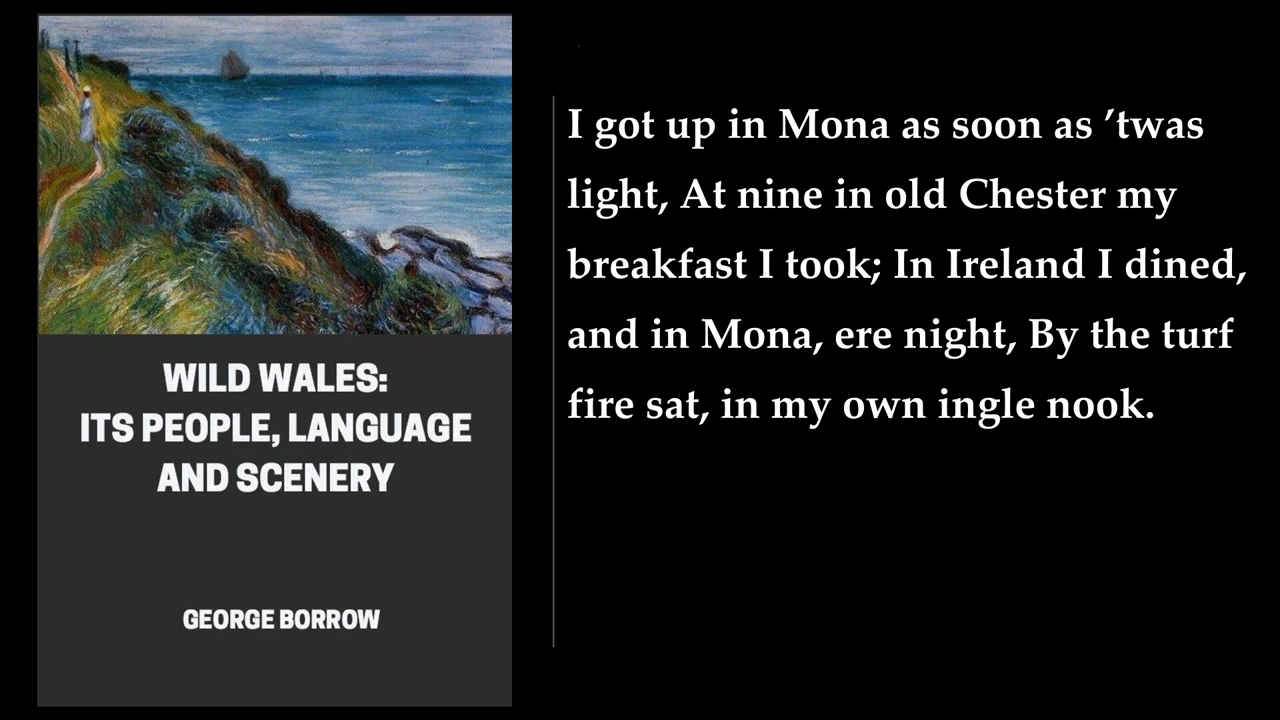 WILD WALES:
ITS PEOPLE, LANGUAGE
AND SCENERY
GEORGE BORROW
I got up in Mona as soon as ’twas
light, At nine in old Chester my
breakfast I took; In Ireland I dined,
and in Mona, ere night, By the turf
fire sat, in my own ingle nook.